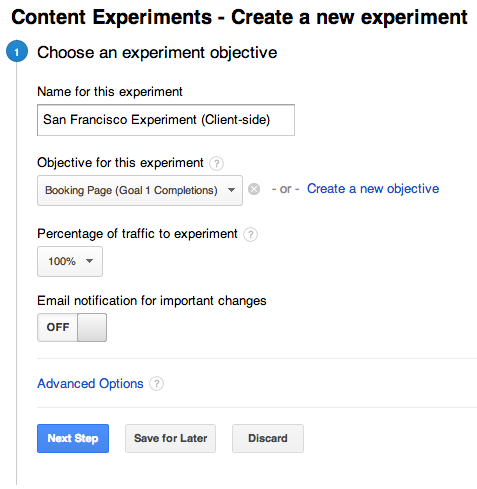 Content Experiments - Create a new experiment
1 Choose an experiment objective
Name for this experiment
San Francisco Experiment (Client-side)
Objective for this experiment ?
Booking Page (Goal 1 Completions) - or - Create a new objective
Percentage of traffic to experiment ?
100%
Email notification for important changes
OFF
Advanced Options ?
Next Step Save for Later Discard